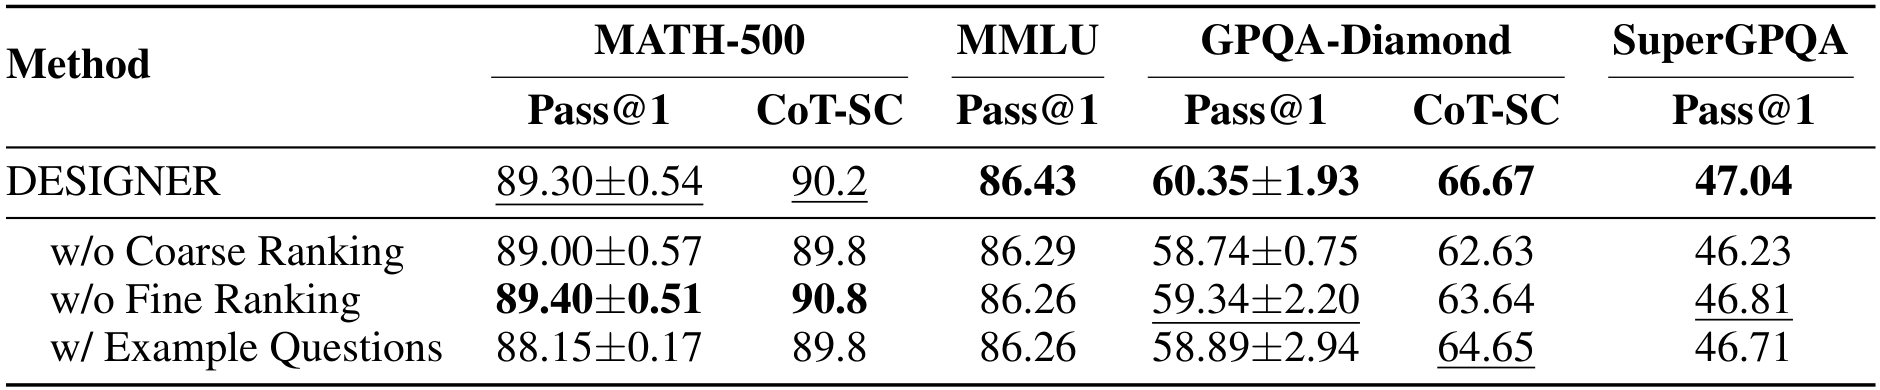 Method MATH-500 MMLU GPQA-Diamond SuperGPQA
Pass@1 CoT-SC Pass@1 Pass@1 CoT-SC Pass@1
DESIGNER 89.30±0.54 90.2 86.43 60.35±1.93 66.67 47.04
w/o Coarse Ranking 89.00±0.57 89.8 86.29 58.74±0.75 62.63 46.23
w/o Fine Ranking 89.40±0.51 90.8 86.26 59.34±2.20 63.64 46.81
w/ Example Questions 88.15±0.17 89.8 86.26 58.89±2.94 64.65 46.71